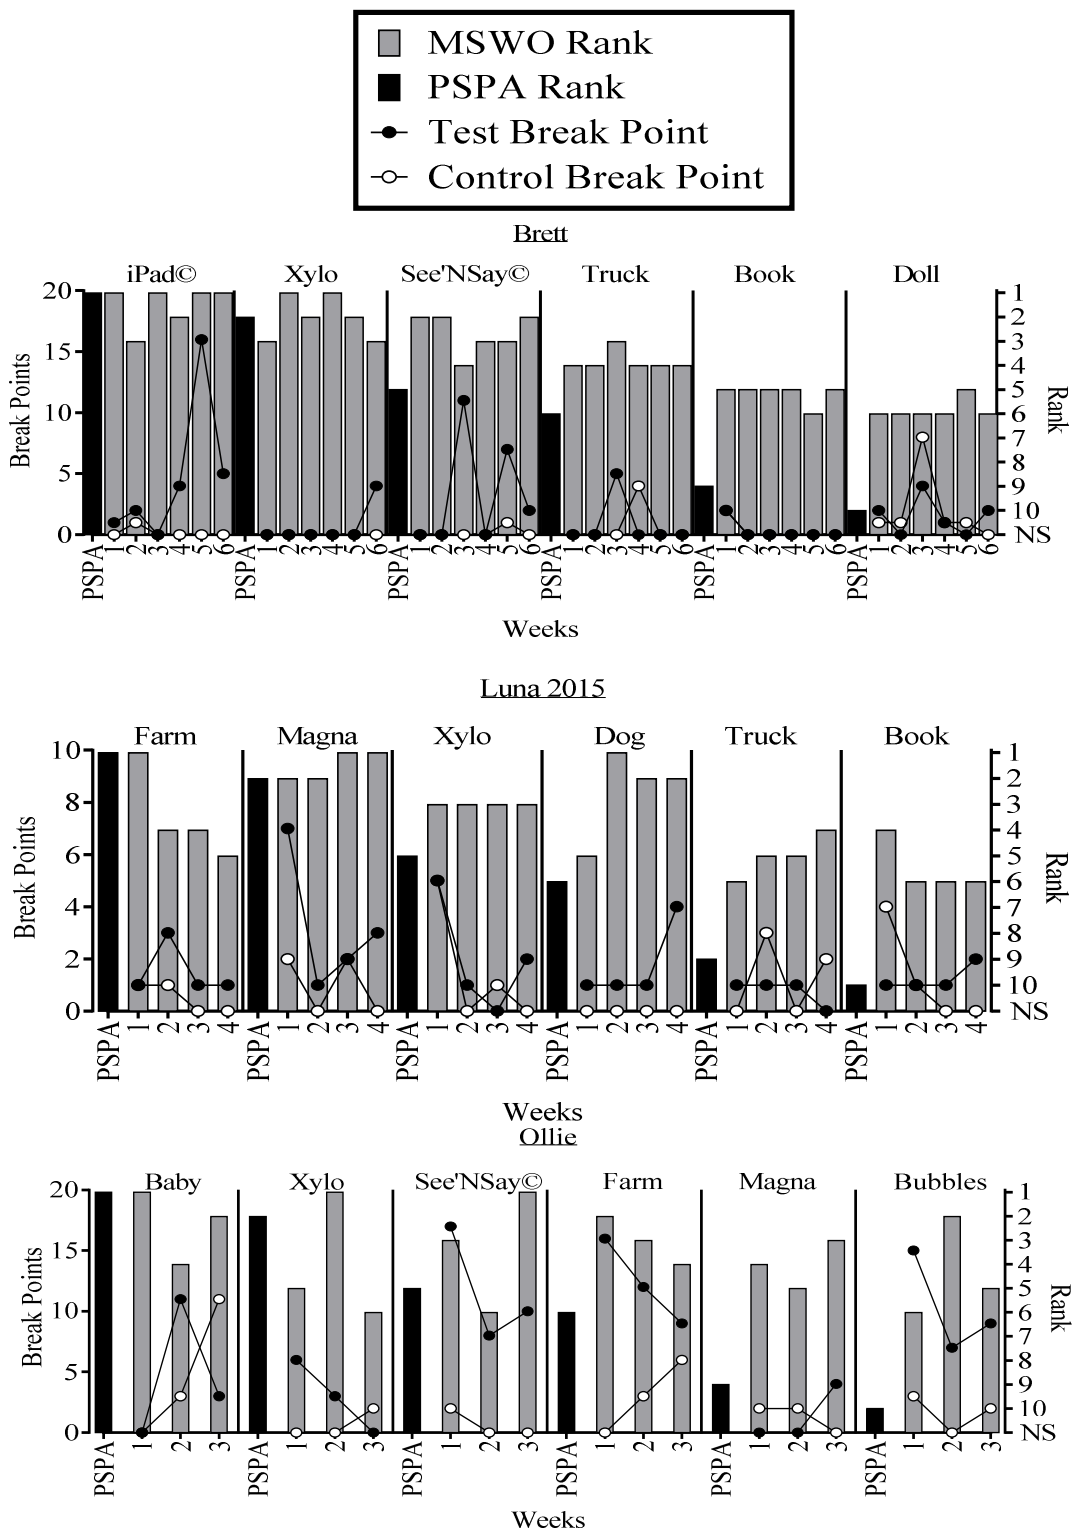 MSWO Rank
PSPA Rank
Test Break Point
Control Break Point
Brett
iPad© Xylo See'NSay© Truck Book Doll
20 15 10 5 0
Break Points
1 2 3 4 5 6 7 8 9 10 NS
Rank
PSPA 1 2 3 4 5 6 PSPA 1 2 3 4 5 6 PSPA 1 2 3 4 5 6 PSPA 1 2 3 4 5 6 PSPA 1 2 3 4 5 6 PSPA 1 2 3 4 5 6
Weeks
Luna 2015
Farm Magna Xylo Dog Truck Book
10 8 6 4 2 0
Break Points
1 2 3 4 5 6 7 8 9 10 NS
Rank
PSPA 1 2 3 4 PSPA 1 2 3 4 PSPA 1 2 3 4 PSPA 1 2 3 4 PSPA 1 2 3 4 PSPA 1 2 3 4
Weeks
Ollie
Baby Xylo See'NSay© Farm Magna Bubbles
20 15 10 5 0
Break Points
1 2 3 4 5 6 7 8 9 10 NS
Rank
PSPA 1 2 3 PSPA 1 2 3 PSPA 1 2 3 PSPA 1 2 3 PSPA 1 2 3 PSPA 1 2 3
Weeks